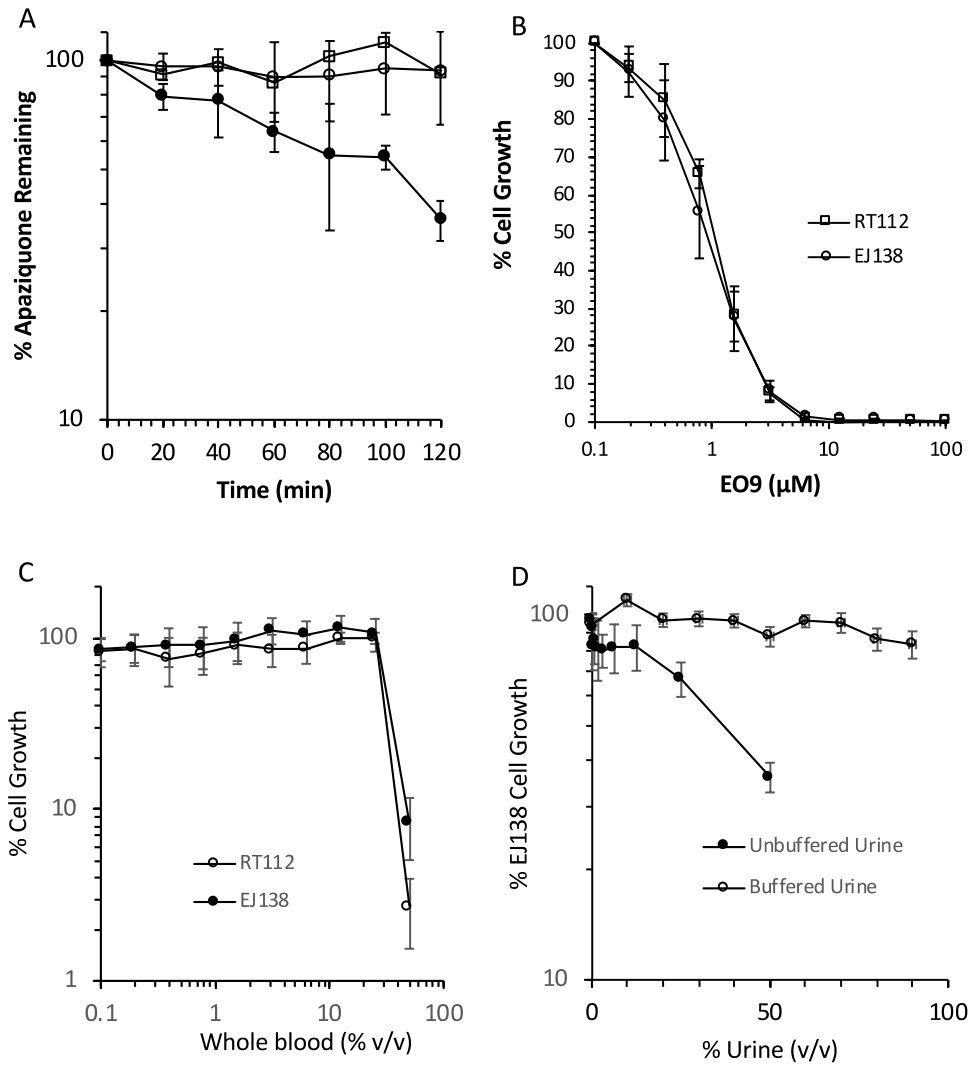 A
% Apaziquone Remaining
100
10
0 20 40 60 80 100 120
Time (min)
B
% Cell Growth
100
90
80
70
60
50
40
30
20
10
0
RT112
EJ138
0.1 1 10 100
EO9 (µM)
C
% Cell Growth
100
10
1
RT112
EJ138
0.1 1 10 100
Whole blood (% v/v)
D
% EJ138 Cell Growth
100
10
Unbuffered Urine
Buffered Urine
0 50 100
% Urine (v/v)